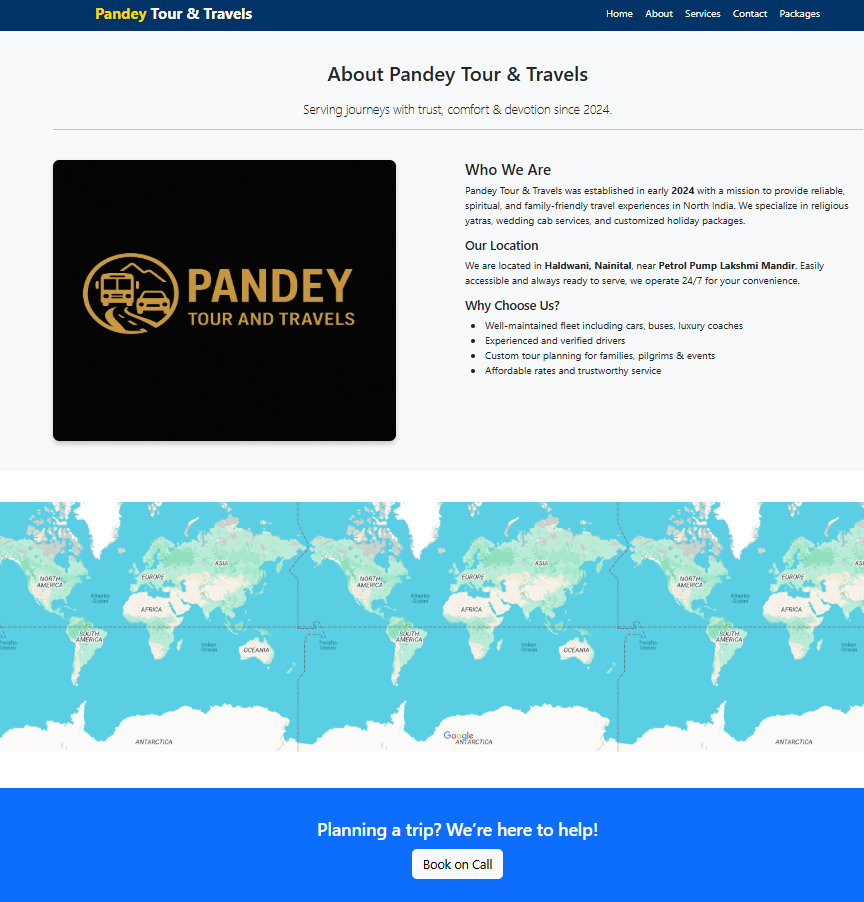 Pandey Tour & Travels
Home About Services Contact Packages
About Pandey Tour & Travels
Serving journeys with trust, comfort & devotion since 2024.
PANDEY
TOUR AND TRAVELS
Who We Are
Pandey Tour & Travels was established in early 2024 with a mission to provide reliable,
spiritual, and family-friendly travel experiences in North India. We specialize in religious
yatras, wedding cab services, and customized holiday packages.
Our Location
We are located in Haldwani, Nainital, near Petrol Pump Lakshmi Mandir. Easily
accessible and always ready to serve, we operate 24/7 for your convenience.
Why Choose Us?
Well-maintained fleet including cars, buses, luxury coaches
Experienced and verified drivers
Custom tour planning for families, pilgrims & events
Affordable rates and trustworthy service
ASIA ASIA
EUROPE EUROPE EUROPE
NORTH AMERICA NORTH AMERICA NORTH AMERICA
Atlantic Ocean Atlantic Ocean Atlantic Ocean
AFRICA AFRICA AFRICA
SOUTH AMERICA SOUTH AMERICA SOUTH AMERICA
Pacific Ocean Pacific Ocean
Indian Ocean Indian Ocean Indian Ocean
OCEANIA OCEANIA
Google
ANTARCTICA ANTARCTICA ANTARCTICA
Planning a trip? We’re here to help!
Book on Call